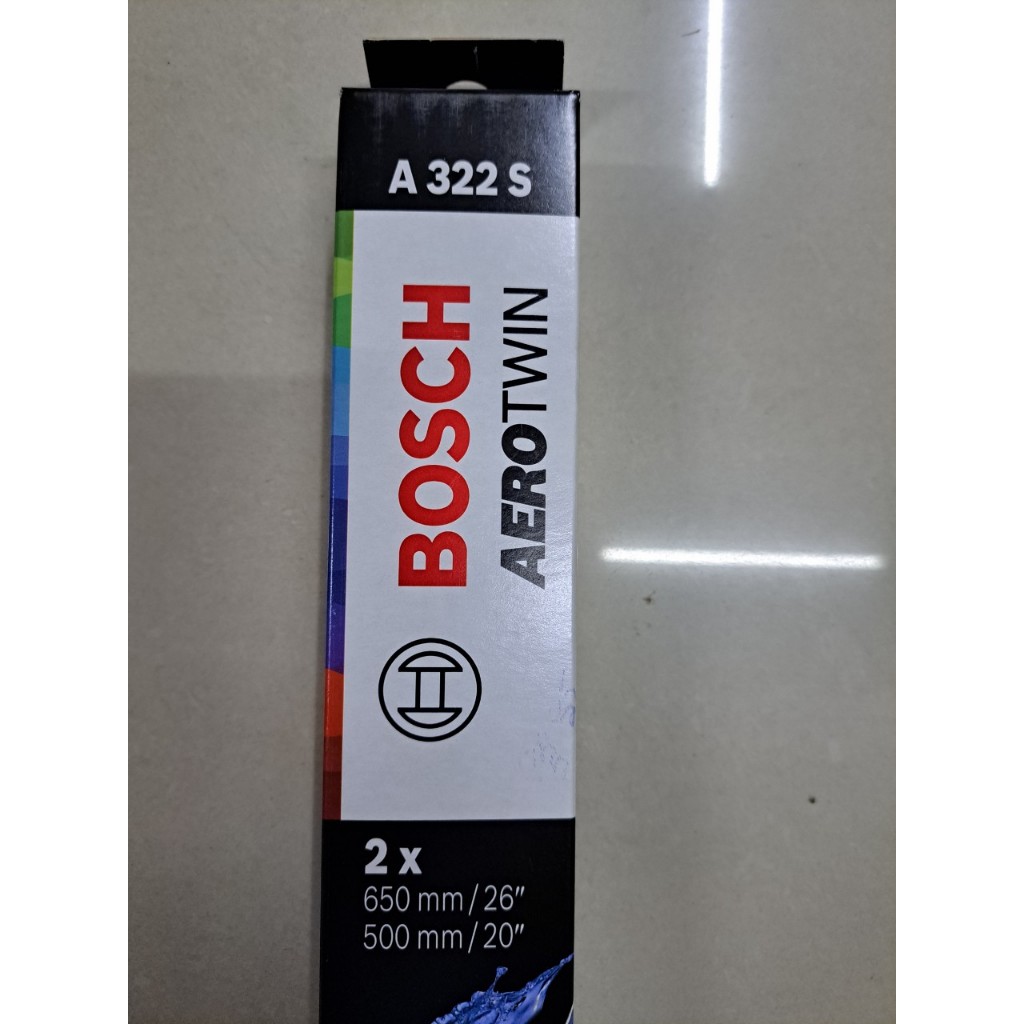 A 322 S
BOSCH
AEROTWIN
2 x
650 mm / 26"
500 mm / 20"